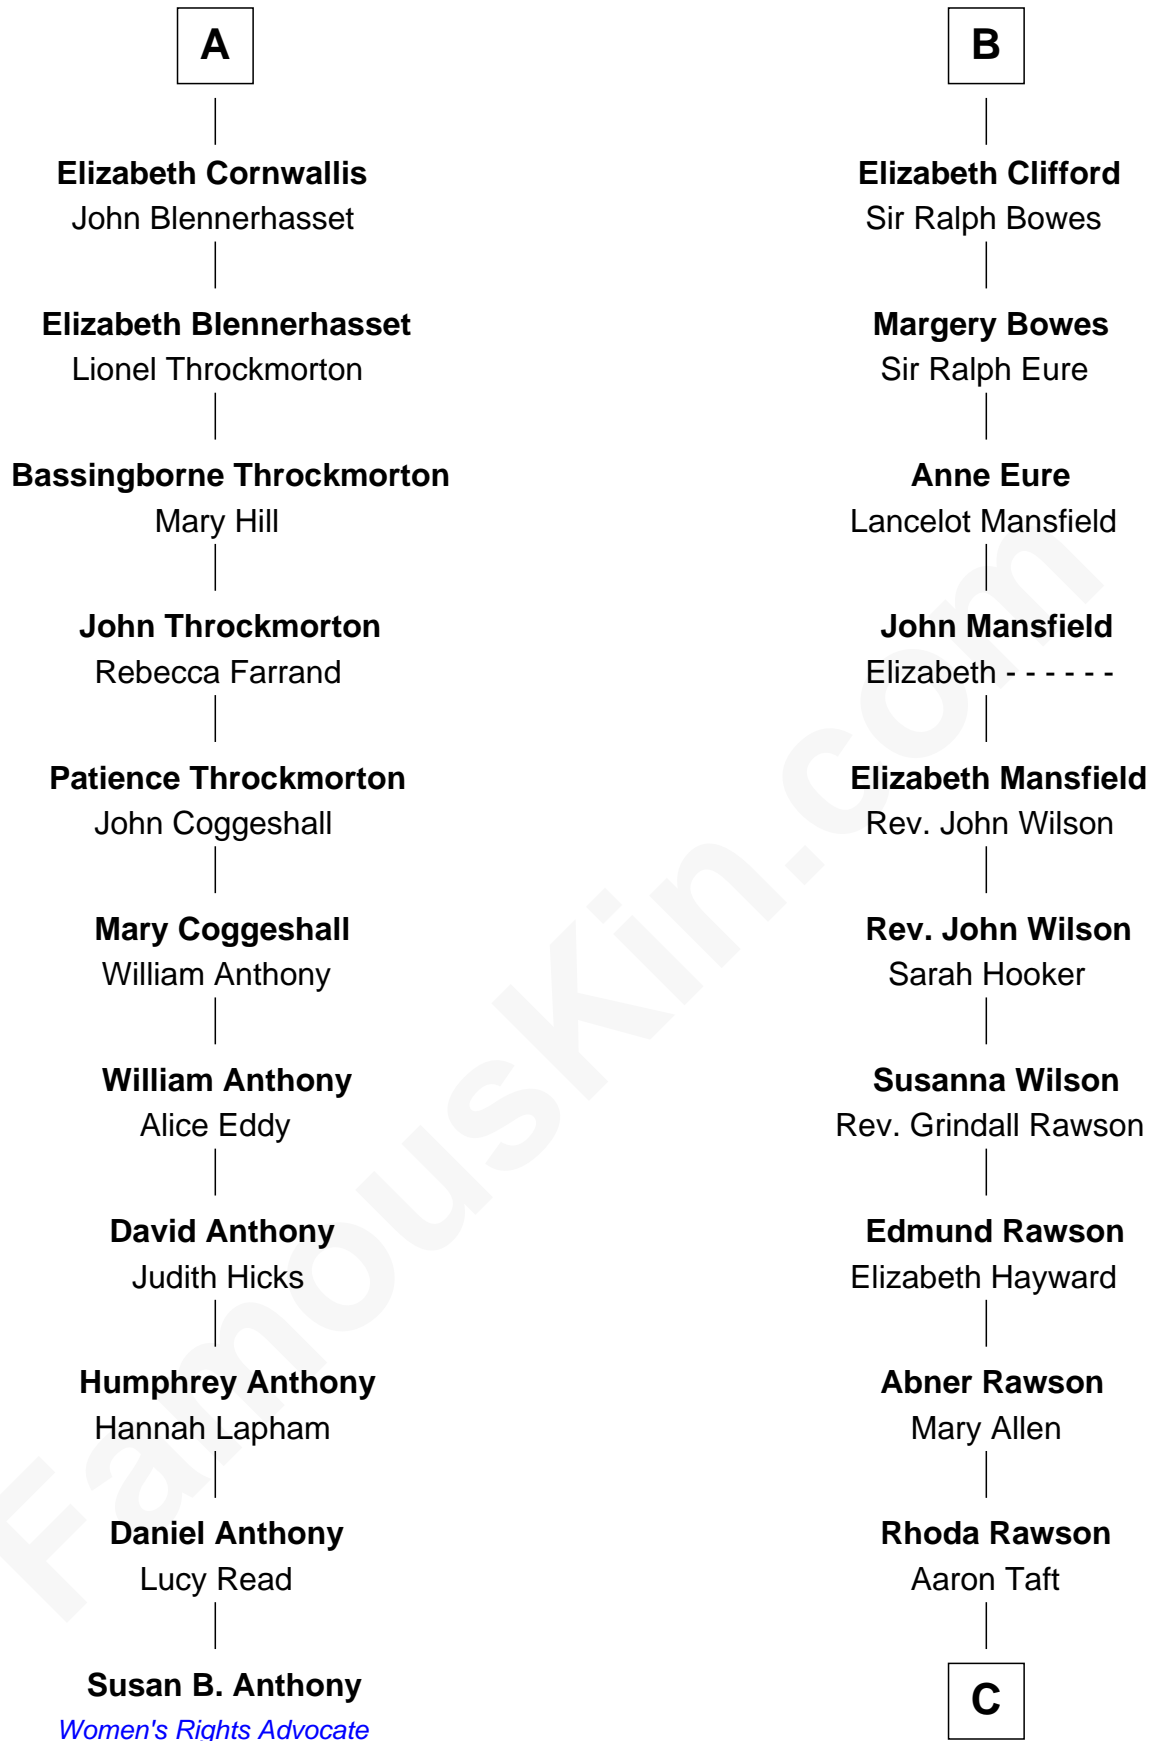 A
Elizabeth Cornwallis
John Blennerhasset
Elizabeth Blennerhasset
Lionel Throckmorton
Bassingborne Throckmorton
Mary Hill
John Throckmorton
Rebecca Farrand
Patience Throckmorton
John Coggeshall
Mary Coggeshall
William Anthony
William Anthony
Alice Eddy
David Anthony
Judith Hicks
Humphrey Anthony
Hannah Lapham
Daniel Anthony
Lucy Read
Susan B. Anthony
Women's Rights Advocate
B
Elizabeth Clifford
Sir Ralph Bowes
Margery Bowes
Sir Ralph Eure
Anne Eure
Lancelot Mansfield
John Mansfield
Elizabeth - - - - - -
Elizabeth Mansfield
Rev. John Wilson
Rev. John Wilson
Sarah Hooker
Susanna Wilson
Rev. Grindall Rawson
Edmund Rawson
Elizabeth Hayward
Abner Rawson
Mary Allen
Rhoda Rawson
Aaron Taft
C
FamousKin.com